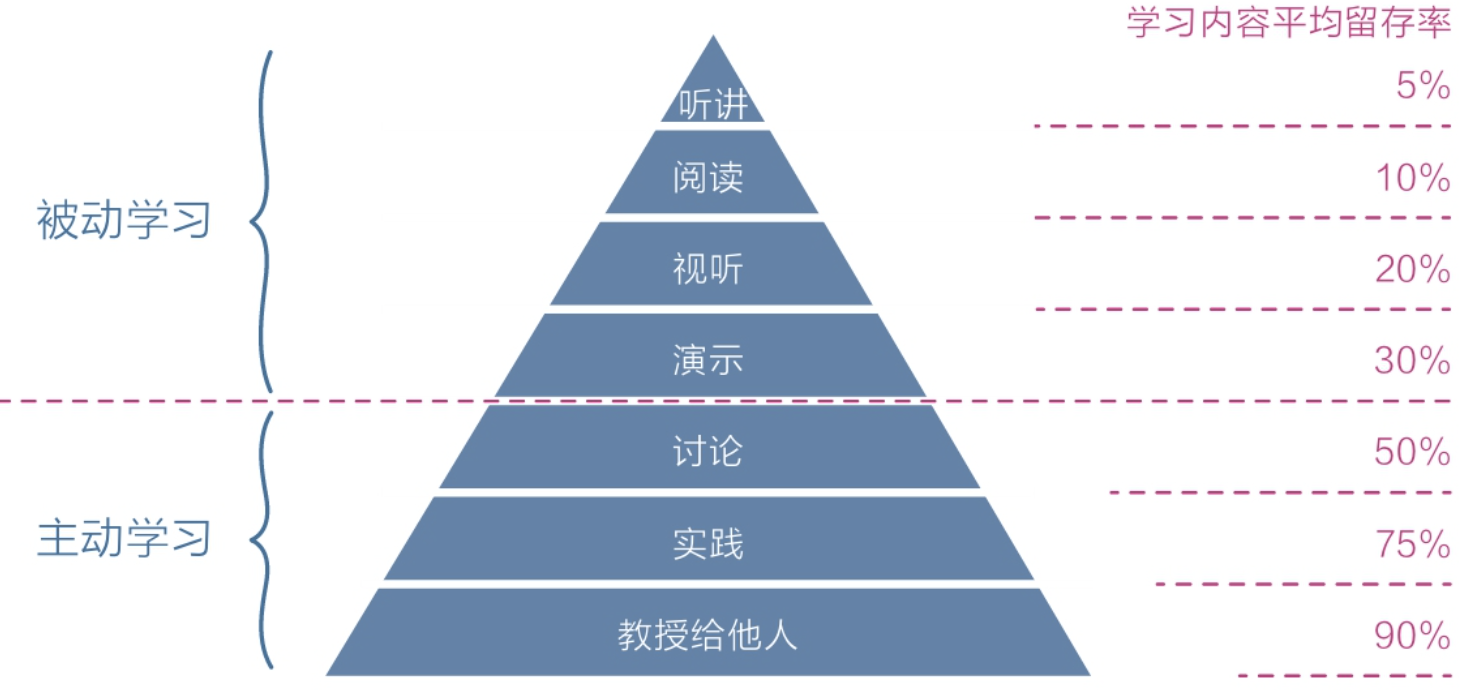 学习内容平均留存率
听讲
5%
阅读
10%
被动学习
视听
20%
演示
30%
讨论
50%
主动学习
实践
75%
教授给他人
90%